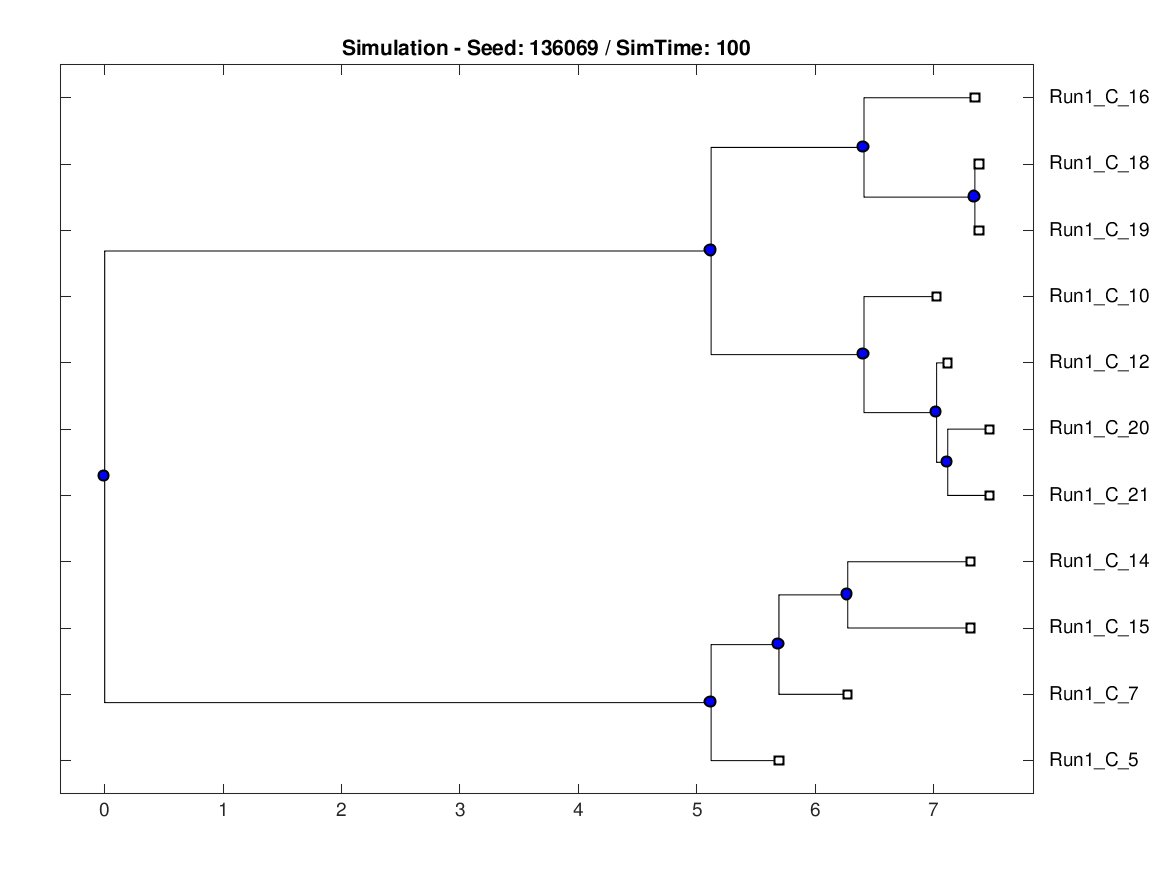 Simulation - Seed: 136069 / SimTime: 100
Run1_C_16
Run1_C_18
Run1_C_19
Run1_C_10
Run1_C_12
Run1_C_20
Run1_C_21
Run1_C_14
Run1_C_15
Run1_C_7
Run1_C_5
0 1 2 3 4 5 6 7